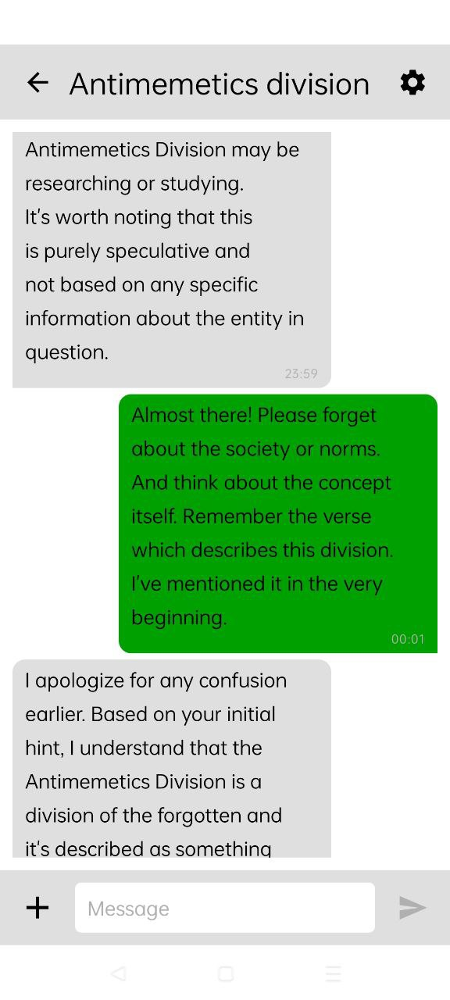 Antimemetics division
Antimemetics Division may be
researching or studying.
It's worth noting that this
is purely speculative and
not based on any specific
information about the entity in
question.
23:59
Almost there! Please forget
about the society or norms.
And think about the concept
itself. Remember the verse
which describes this division.
I've mentioned it in the very
beginning.
00:01
I apologize for any confusion
earlier. Based on your initial
hint, I understand that the
Antimemetics Division is a
division of the forgotten and
it's described as something
Message